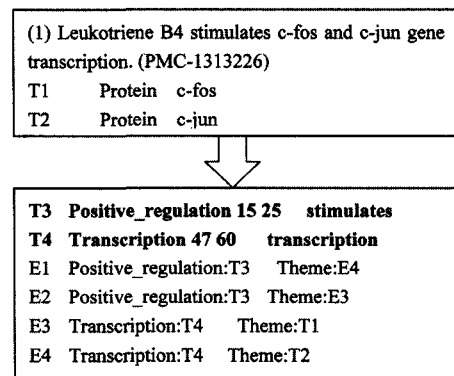 (1) Leukotriene B4 stimulates c-fos and c-jun gene
transcription. (PMC-1313226)
T1 Protein c-fos
T2 Protein c-jun
T3 Positive_regulation 15 25 stimulates
T4 Transcription 47 60 transcription
E1 Positive_regulation:T3 Theme:E4
E2 Positive_regulation:T3 Theme:E3
E3 Transcription:T4 Theme:T1
E4 Transcription:T4 Theme:T2